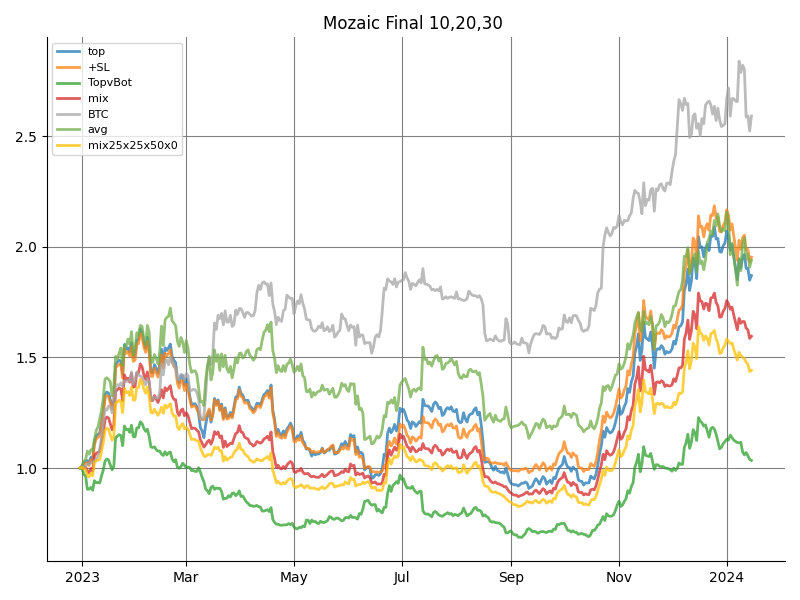 Mozaic Final 10,20,30
top
+SL
TopvBot
mix
BTC
avg
mix25x25x50x0
2.5
2.0
1.5
1.0
2023
Mar
May
Jul
Sep
Nov
2024